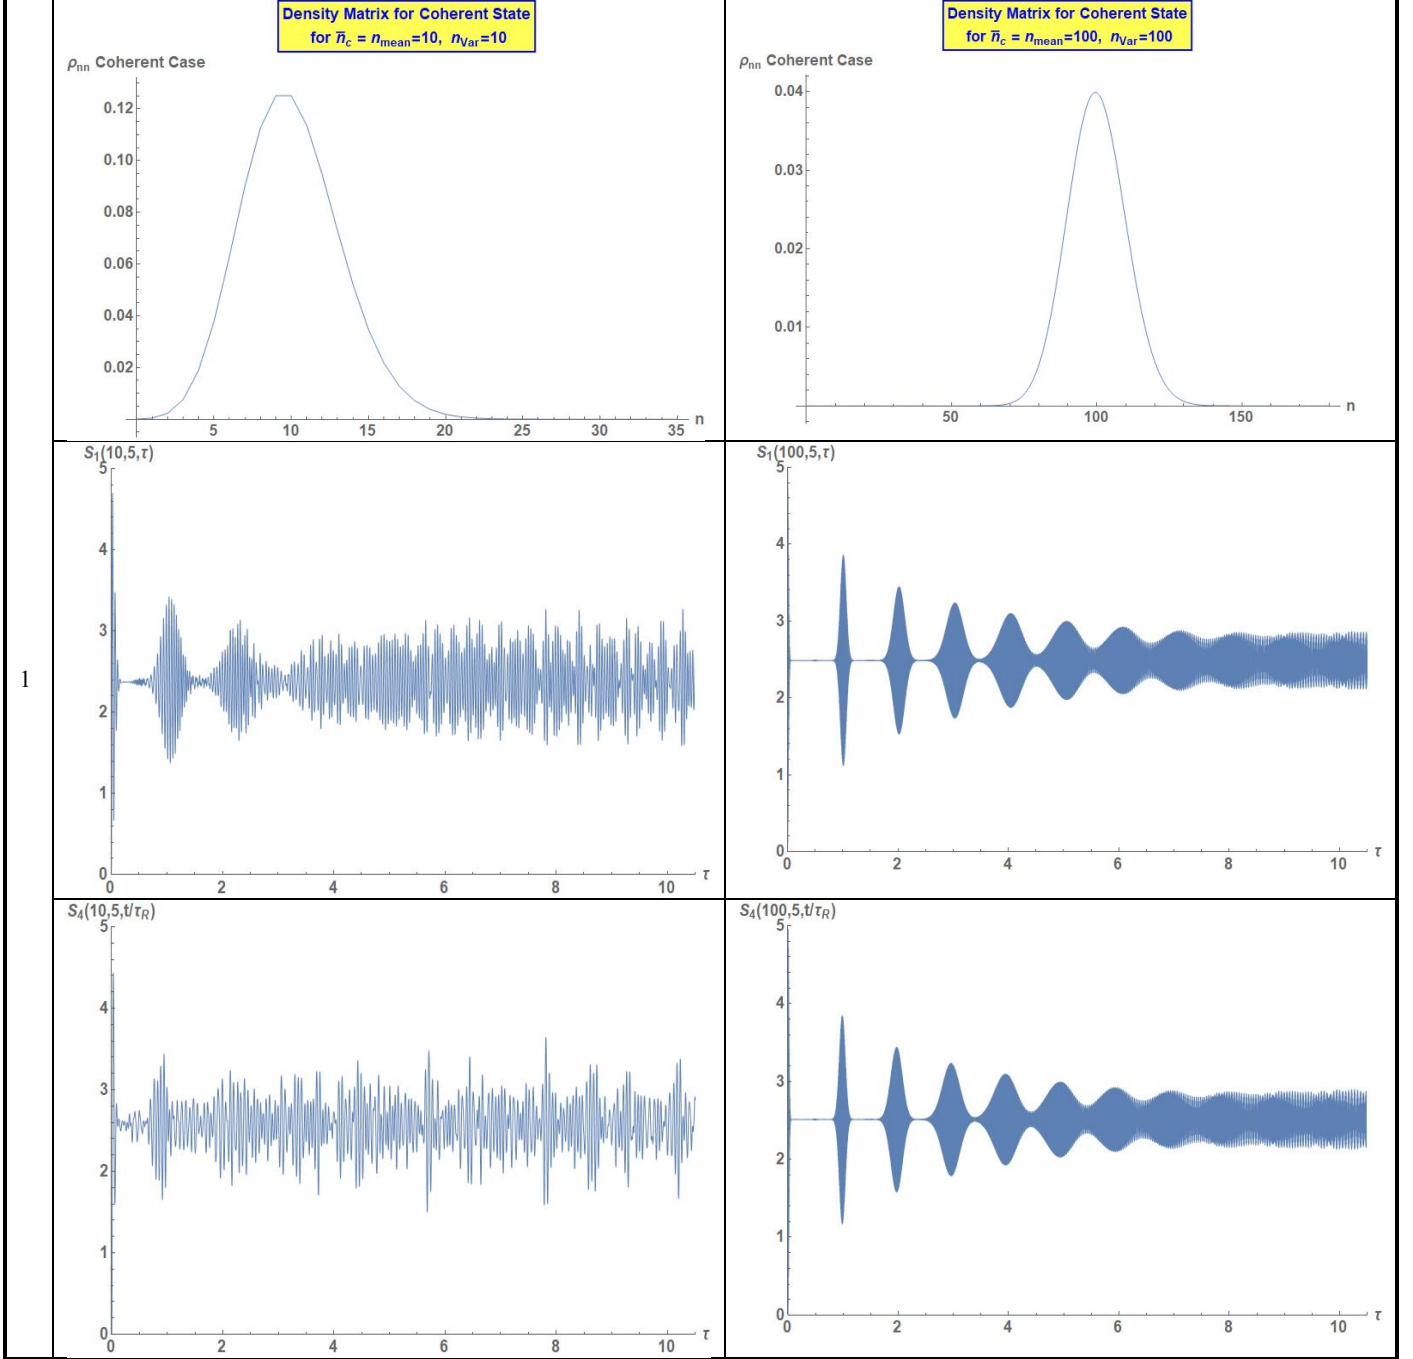 Density Matrix for Coherent State
for n̄c = nmean=10, nVar=10
ρnn Coherent Case
0.12
0.10
0.08
0.06
0.04
0.02
5 10 15 20 25 30 35 n
Density Matrix for Coherent State
for n̄c = nmean=100, nVar=100
ρnn Coherent Case
0.04
0.03
0.02
0.01
50 100 150 n
1
S1(10,5,τ)
5
4
3
2
1
0
0 2 4 6 8 10 τ
S1(100,5,τ)
5
4
3
2
1
0
0 2 4 6 8 10 τ
S4(10,5,t/τR)
5
4
3
2
1
0
0 2 4 6 8 10 τ
S4(100,5,t/τR)
5
4
3
2
1
0
0 2 4 6 8 10 τ